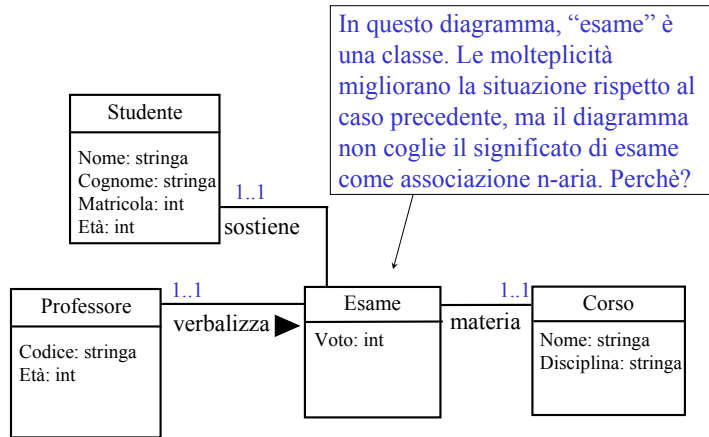 In questo diagramma, “esame” è
una classe. Le molteplicità
migliorano la situazione rispetto al
caso precedente, ma il diagramma
non coglie il significato di esame
come associazione n-aria. Perchè?
Studente
Nome: stringa
Cognome: stringa
Matricola: int
Età: int
1..1
sostiene
Professore
Codice: stringa
Età: int
1..1
verbalizza
Esame
Voto: int
1..1
materia
Corso
Nome: stringa
Disciplina: stringa